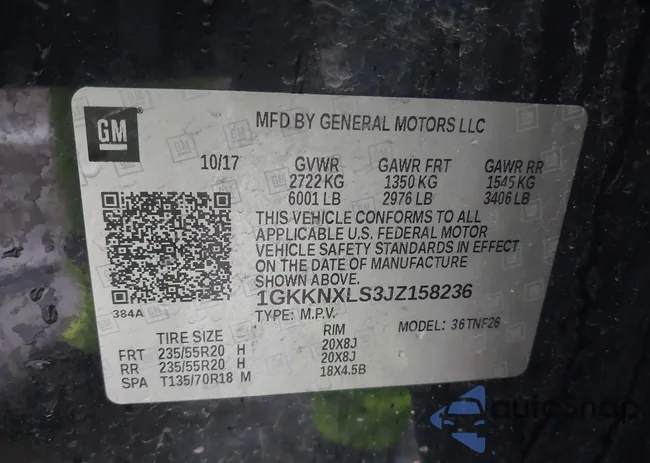 GM
MFD BY GENERAL MOTORS LLC
10/17 GVWR GAWR FRT GAWR RR
2722 KG 1350 KG 1545 KG
6001 LB 2976 LB 3406 LB
THIS VEHICLE CONFORMS TO ALL
APPLICABLE U.S. FEDERAL MOTOR
VEHICLE SAFETY STANDARDS IN EFFECT
ON THE DATE OF MANUFACTURE
SHOWN ABOVE.
384A
1GKKNXLS3JZ158236
TYPE: M.P.V. MODEL: 36TNF26
TIRE SIZE RIM
FRT 235/55R20 H 20X8J
RR 235/55R20 H 20X8J
SPA T135/70R18 M 18X4.5B
autoSnap